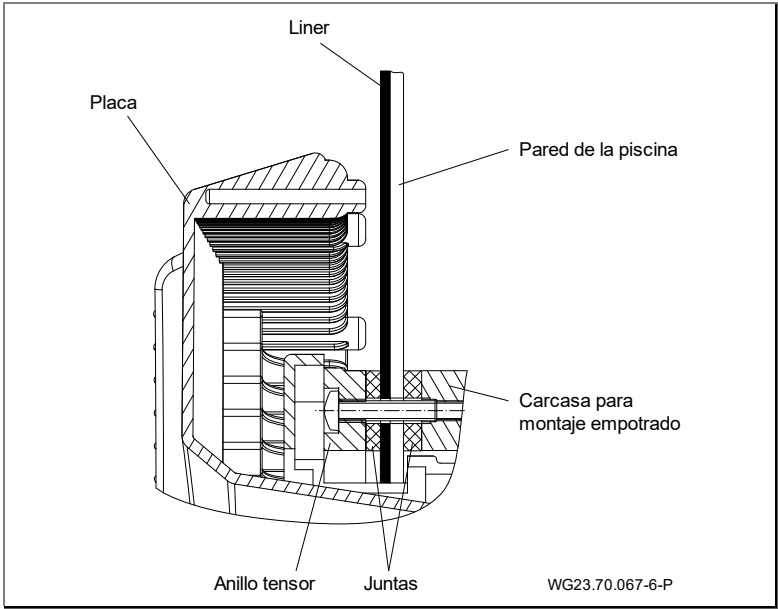 Liner
Placa
Pared de la piscina
Carcasa para
montaje empotrado
Anillo tensor
Juntas
WG23.70.067-6-P